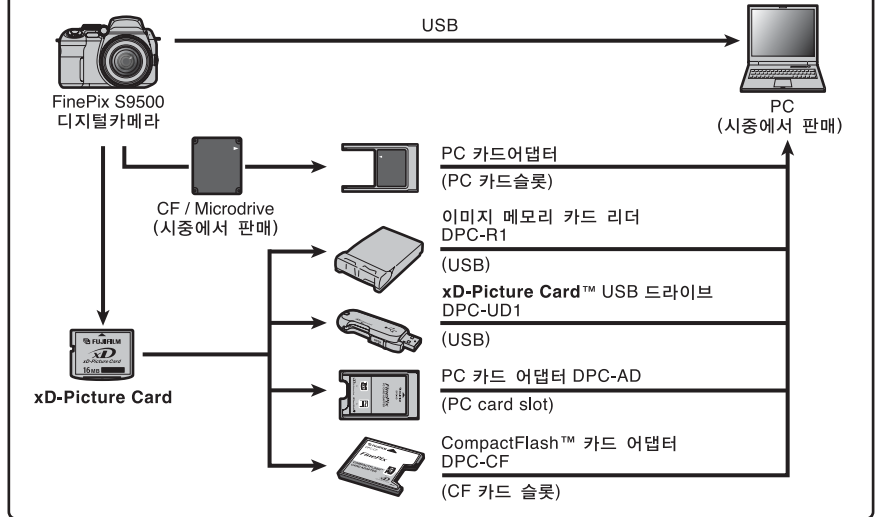 USB
FinePix S9500
디지털카메라
PC
(시중에서 판매)
CF / Microdrive
(시중에서 판매)
PC 카드어댑터
(PC 카드슬롯)
이미지 메모리 카드 리더
DPC-R1
(USB)
xD-Picture Card™ USB 드라이브
DPC-UD1
(USB)
FUJIFILM
xD
xD-Picture Card
16MB
xD-Picture Card
PC 카드 어댑터 DPC-AD
(PC card slot)
FinePix
CompactFlash™ 카드 어댑터
DPC-CF
(CF 카드 슬롯)
FinePix